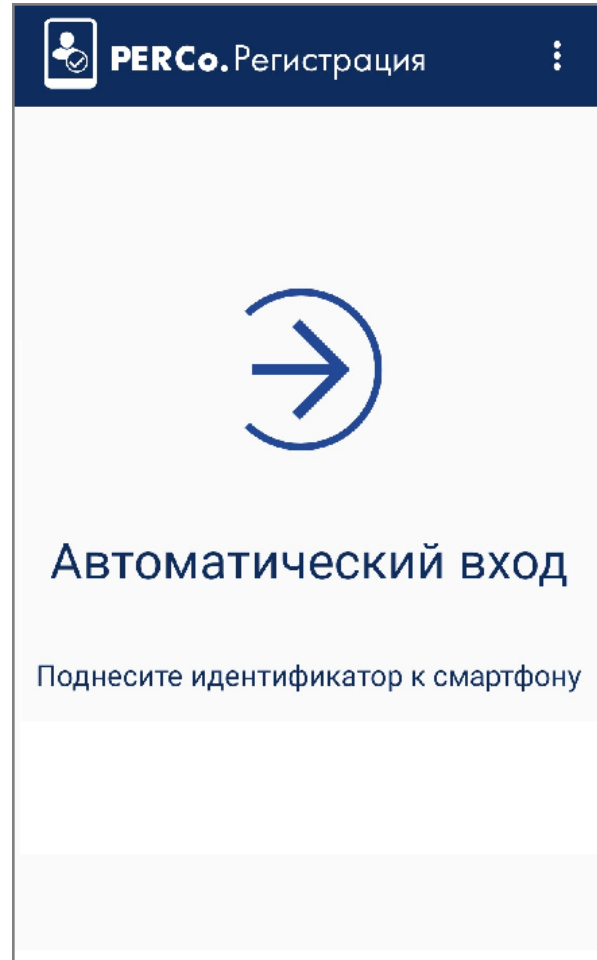 PERCo.Регистрация
Автоматический вход
Поднесите идентификатор к смартфону